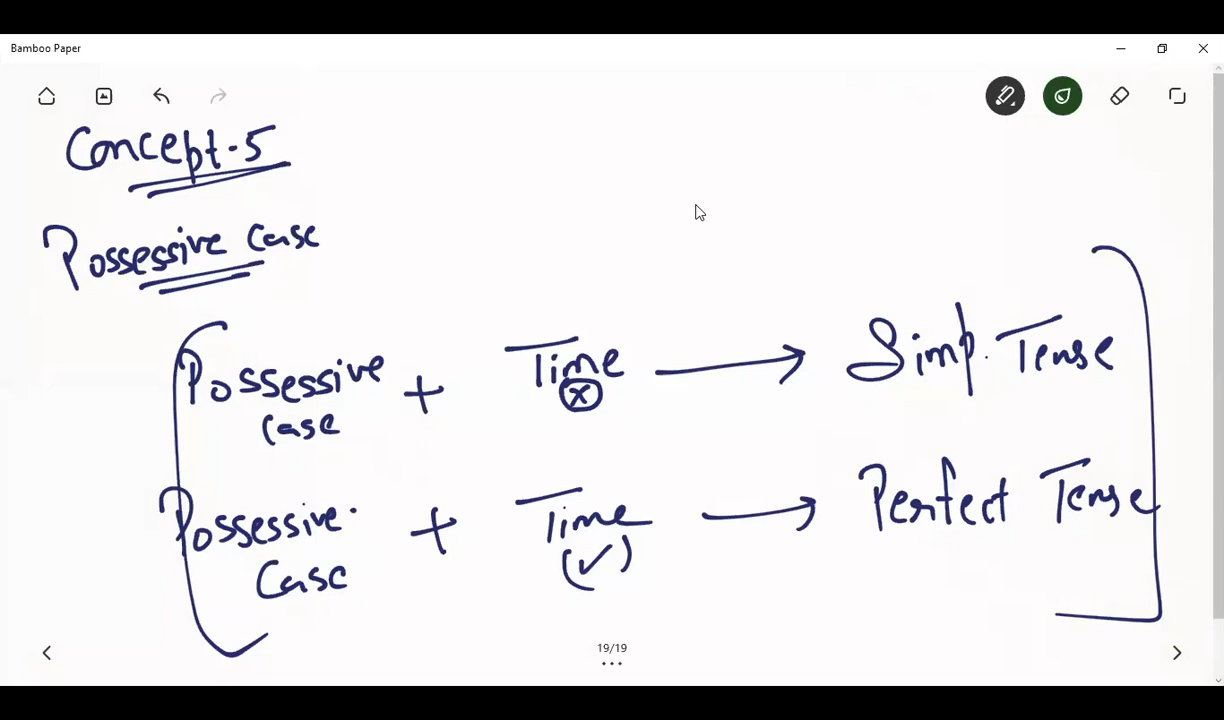 Bamboo Paper
Concept-5
Possessive case
Possessive + Time → Simp. Tense
case (x)
Possessive. + Time → Perfect Tense
Case (✓)
19/19